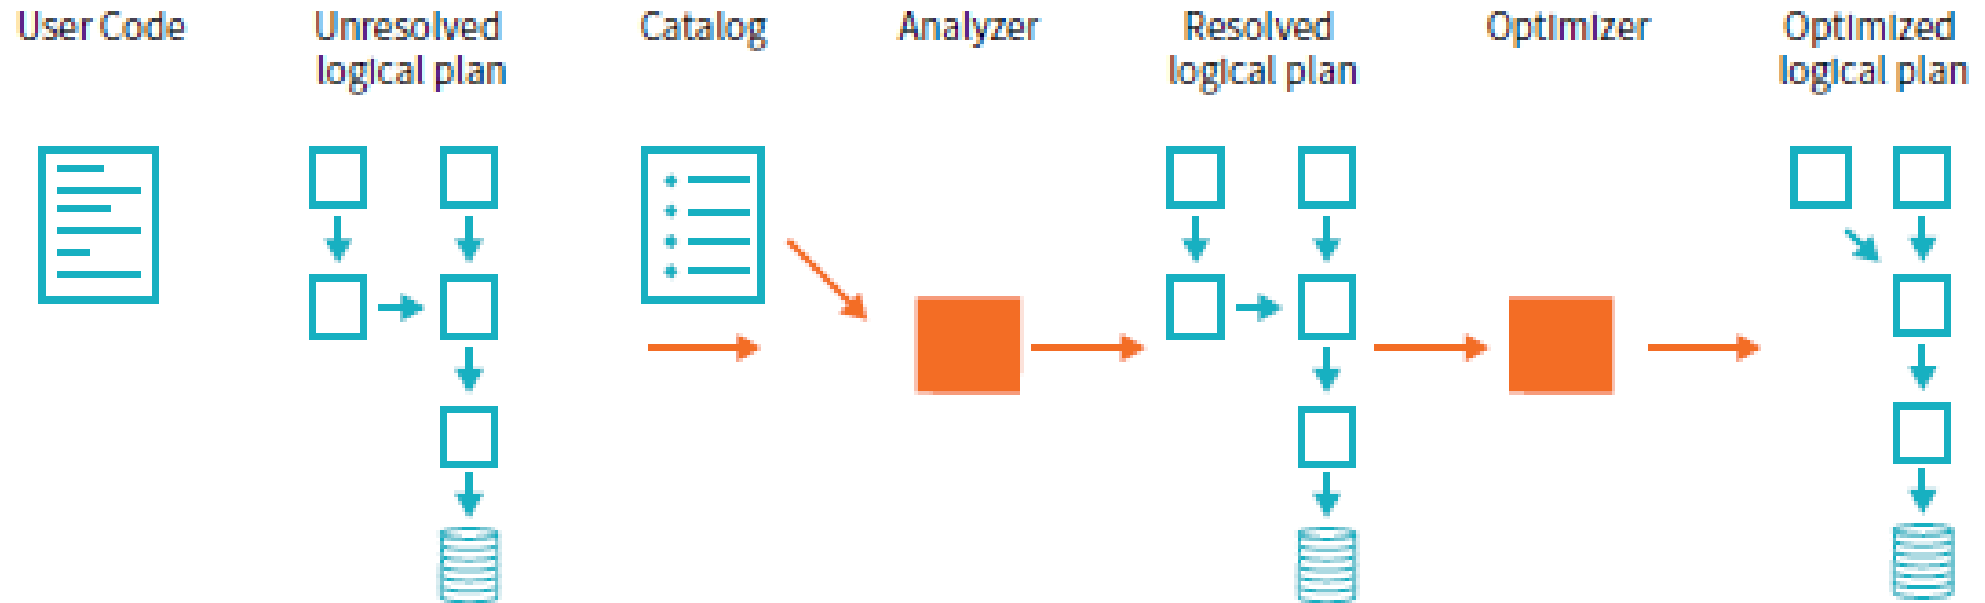 User Code
Unresolved
logical plan
Catalog
Analyzer
Resolved
logical plan
Optimizer
Optimized
logical plan